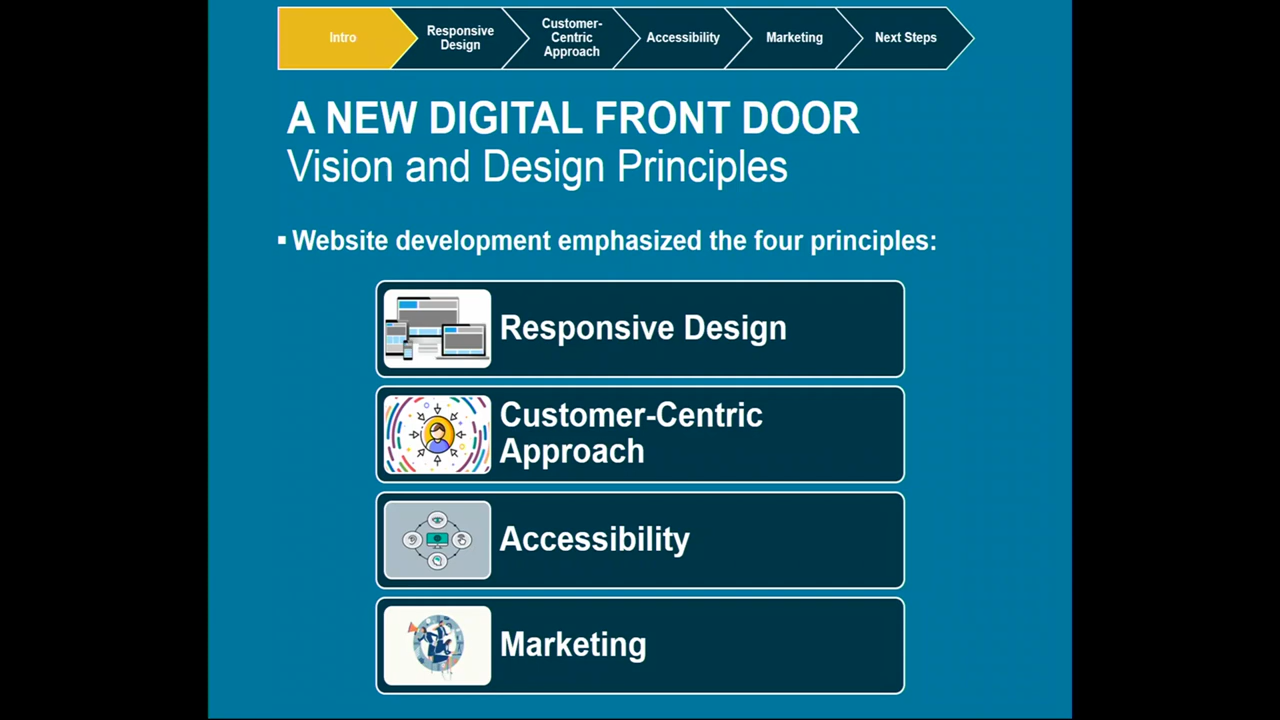 Intro
Responsive
Design
Customer-
Centric
Approach
Accessibility
Marketing
Next Steps
A NEW DIGITAL FRONT DOOR
Vision and Design Principles
▪ Website development emphasized the four principles:
Responsive Design
Customer-Centric
Approach
Accessibility
Marketing